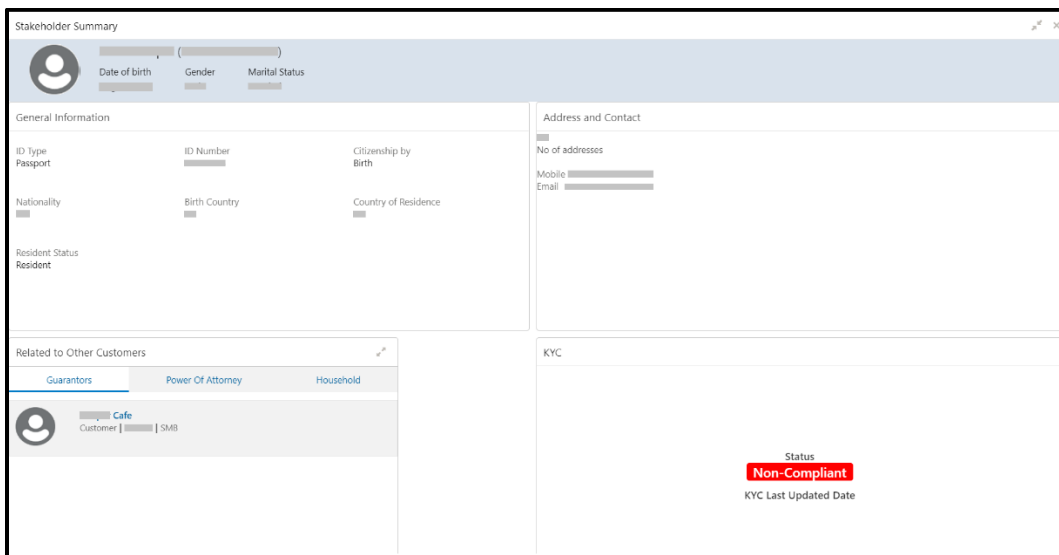 Stakeholder Summary
( )
Date of birth Gender Marital Status
General Information
ID Type ID Number Citizenship by
Passport Birth
Nationality Birth Country Country of Residence
Resident Status
Resident
Address and Contact
No of addresses
Mobile
Email
Related to Other Customers
Guarantors Power Of Attorney Household
Cafe
Customer | | SMB
KYC
Status
Non-Compliant
KYC Last Updated Date